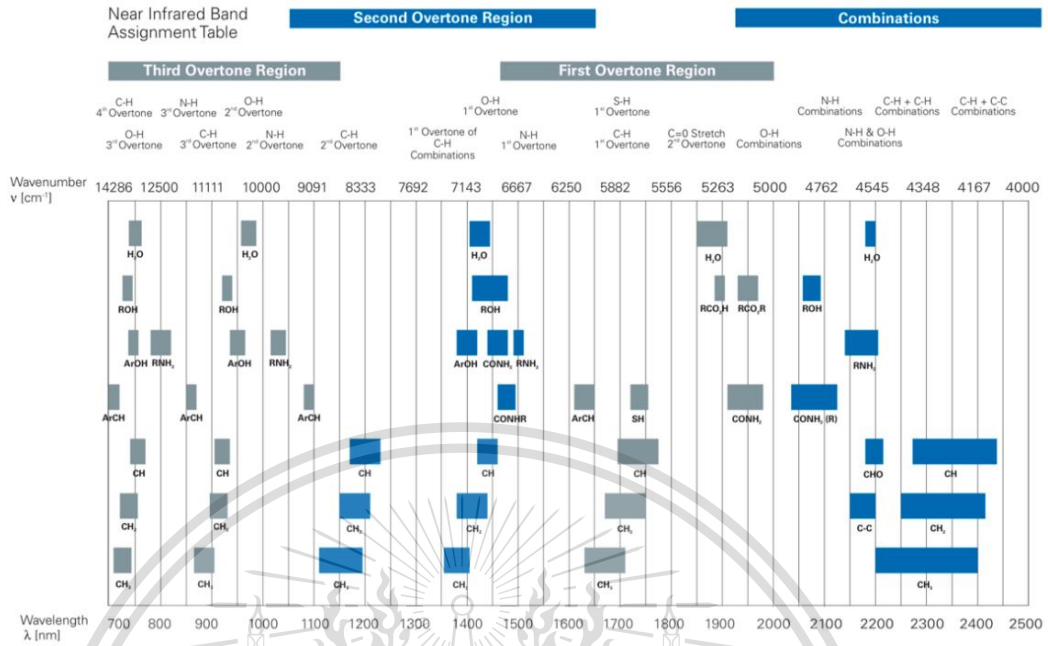 Near Infrared Band
Assignment Table
Second Overtone Region
Combinations
Third Overtone Region
First Overtone Region
C-H
4th Overtone
N-H
3rd Overtone
O-H
2nd Overtone
O-H
1st Overtone
S-H
1st Overtone
N-H
Combinations
C-H + C-H
Combinations
C-H + C-C
Combinations
O-H
3rd Overtone
C-H
3rd Overtone
N-H
2nd Overtone
C-H
2nd Overtone
1st Overtone of
C-H
Combinations
N-H
1st Overtone
C-H
1st Overtone
C=0 Stretch
2nd Overtone
O-H
Combinations
N-H & O-H
Combinations
Wavenumber
ν [cm⁻¹]
14286 12500 11111 10000 9091 8333 7692 7143 6667 6250 5882 5556 5263 5000 4762 4545 4348 4167 4000
H₂O H₂O H₂O H₂O H₂O
ROH ROH ROH RCO₂H RCO₂R ROH
ArOH RNH₂ ArOH RNH₂ ArOH CONH₂ RNH₂ RNH₂
ArCH ArCH ArCH CONHR ArCH SH CONH₂ CONH₂ (R)
CH CH CH CH CH CHO CH
CH₂ CH₂ CH₂ CH₂ CH₂ C-C CH₂
CH₃ CH₃ CH₃ CH₃ CH₃ CH₃
Wavelength
λ [nm]
700 800 900 1000 1100 1200 1300 1400 1500 1600 1700 1800 1900 2000 2100 2200 2300 2400 2500